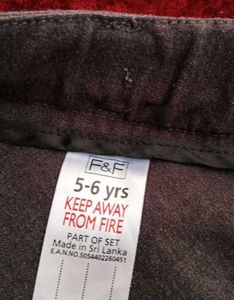 F&F
5-6 yrs
KEEP AWAY
FROM FIRE
PART OF SET
Made in Sri Lanka
E.A.N.NO.5054402260451